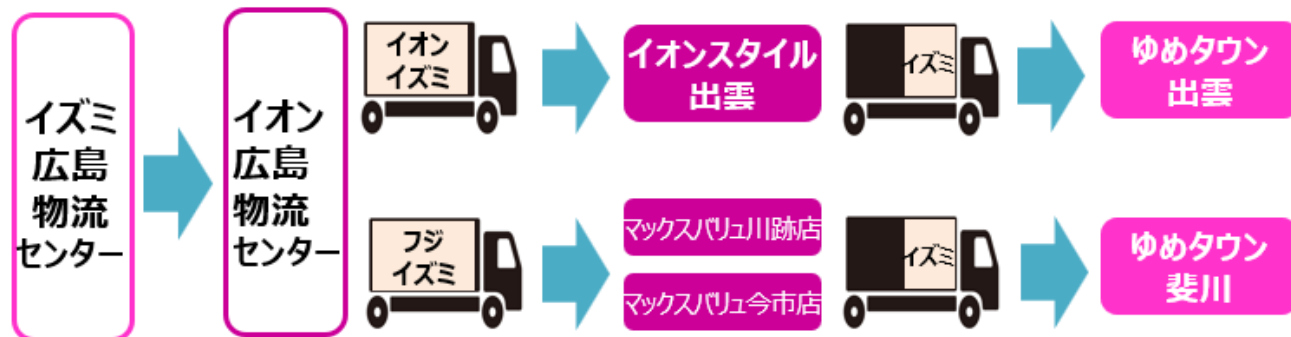 イズミ
広島
物流
センター
イオン
広島
物流
センター
イオン
イズミ
イオンスタイル
出雲
イズミ
ゆめタウン
出雲
フジ
イズミ
マックスバリュ川跡店
マックスバリュ今市店
イズミ
ゆめタウン
斐川